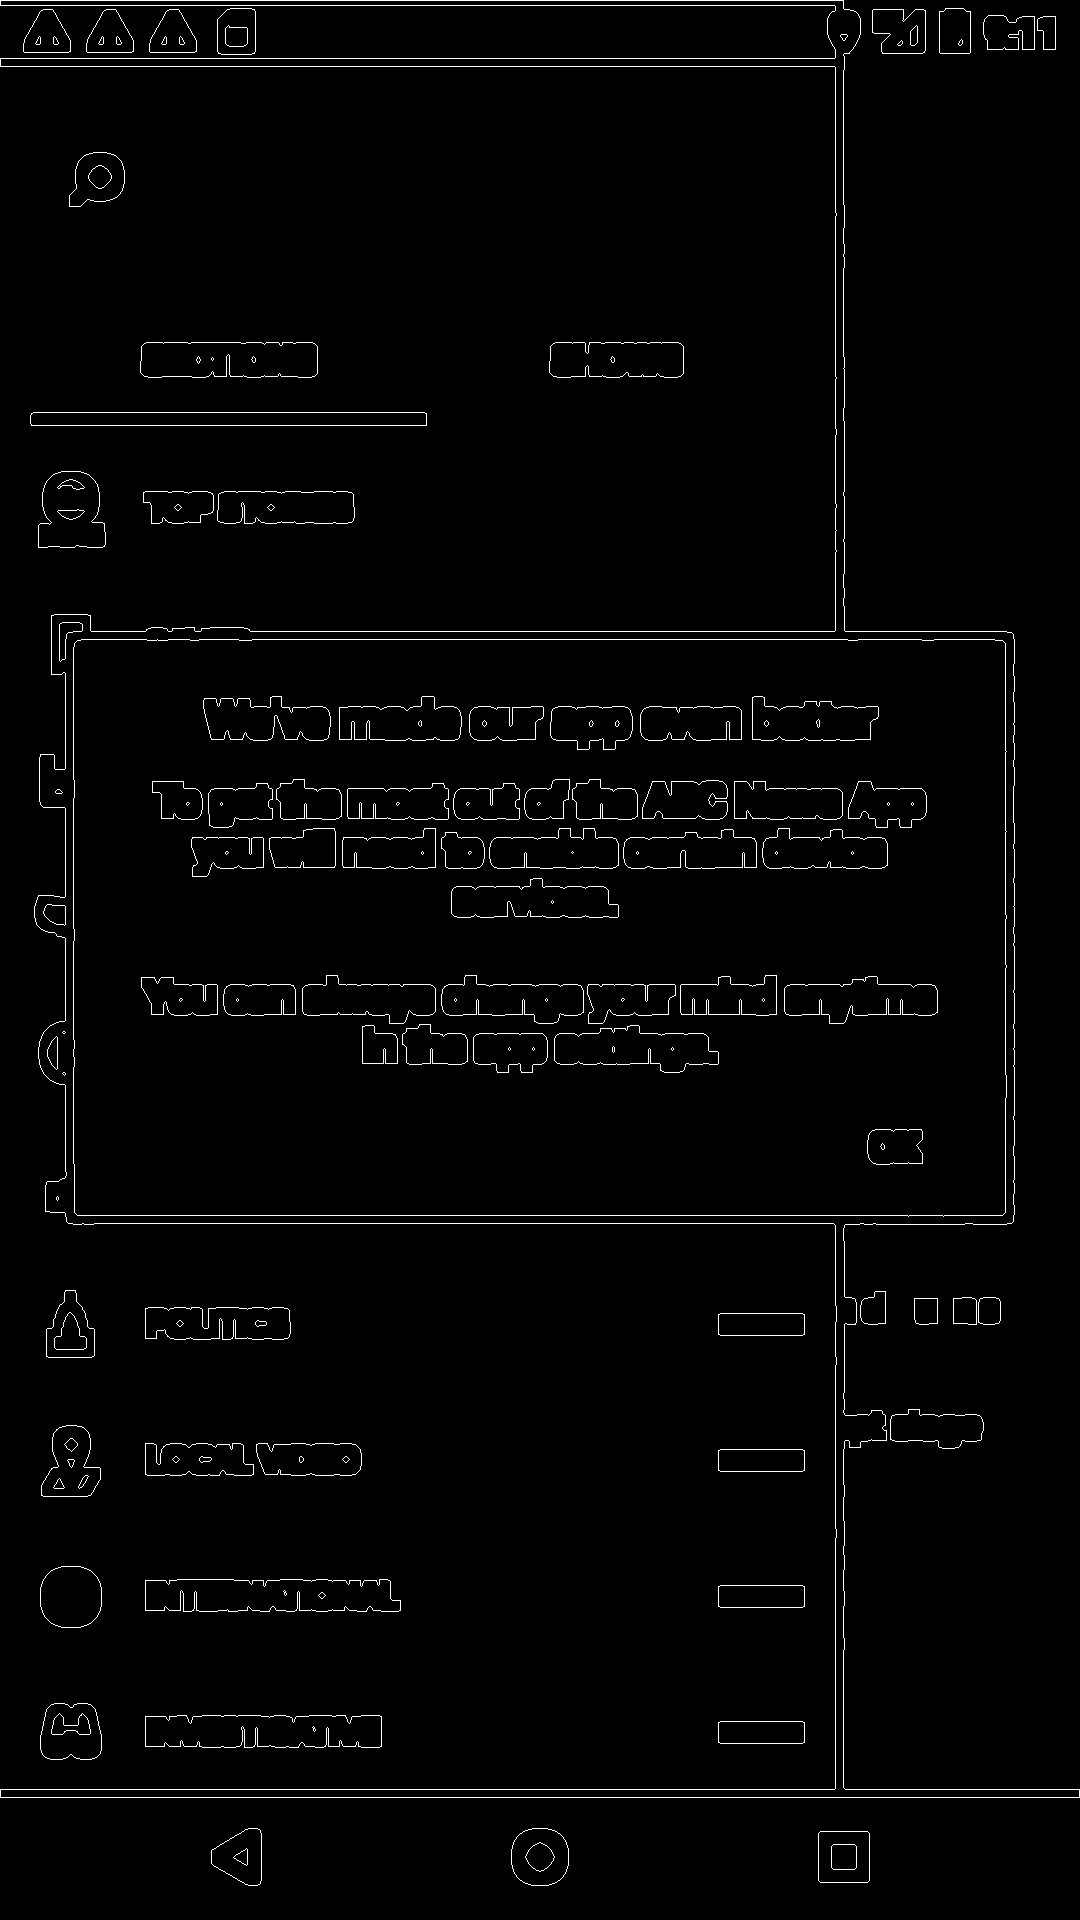 SECTIONS
SHOWS
TOP STORIES
We've made our app even better
To get the most out of the ABC News App
you will need to enable certain device
services.
You can always change your mind anytime
in the app settings.
OK
POLITICS
LOCAL VIDEO
INTERNATIONAL
INVESTIGATIVE